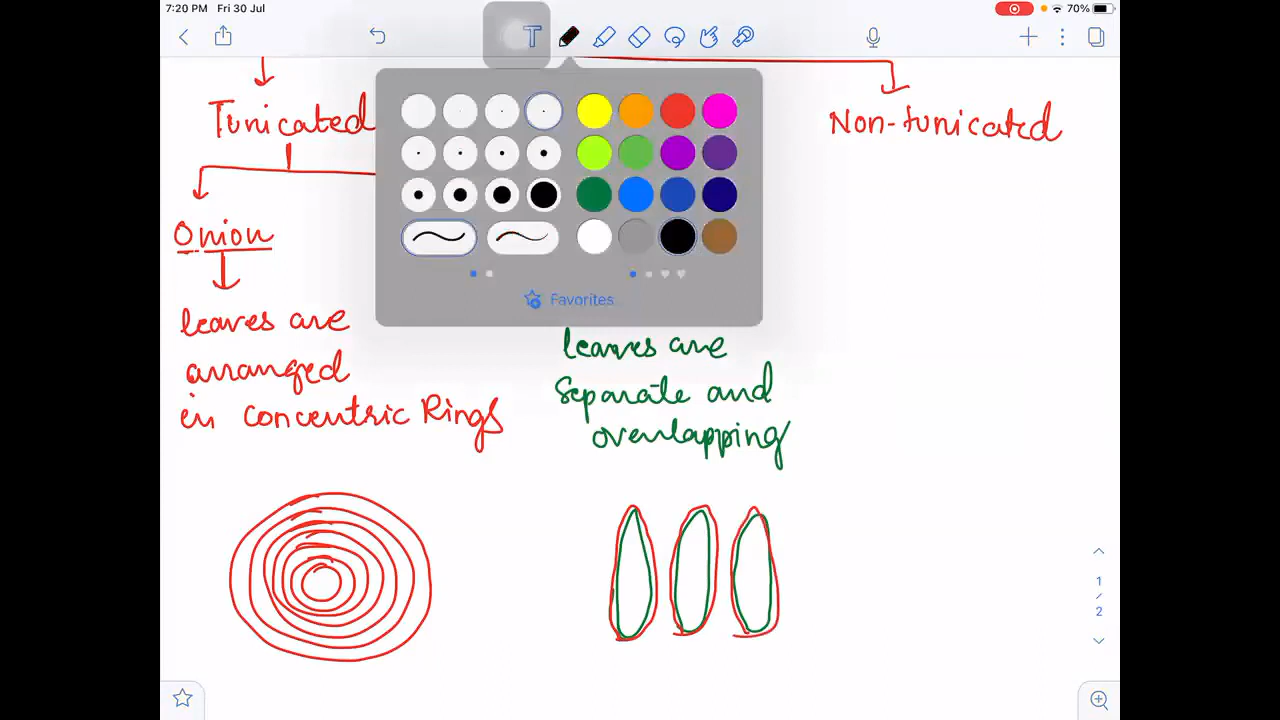 7:20 PM Fri 30 Jul
70%
T
Tunicated
Non-tunicated
Onion
leaves are
arranged
in Concentric Rings
Favorites...
leaves are
Separate and
overlapping
1
/
2